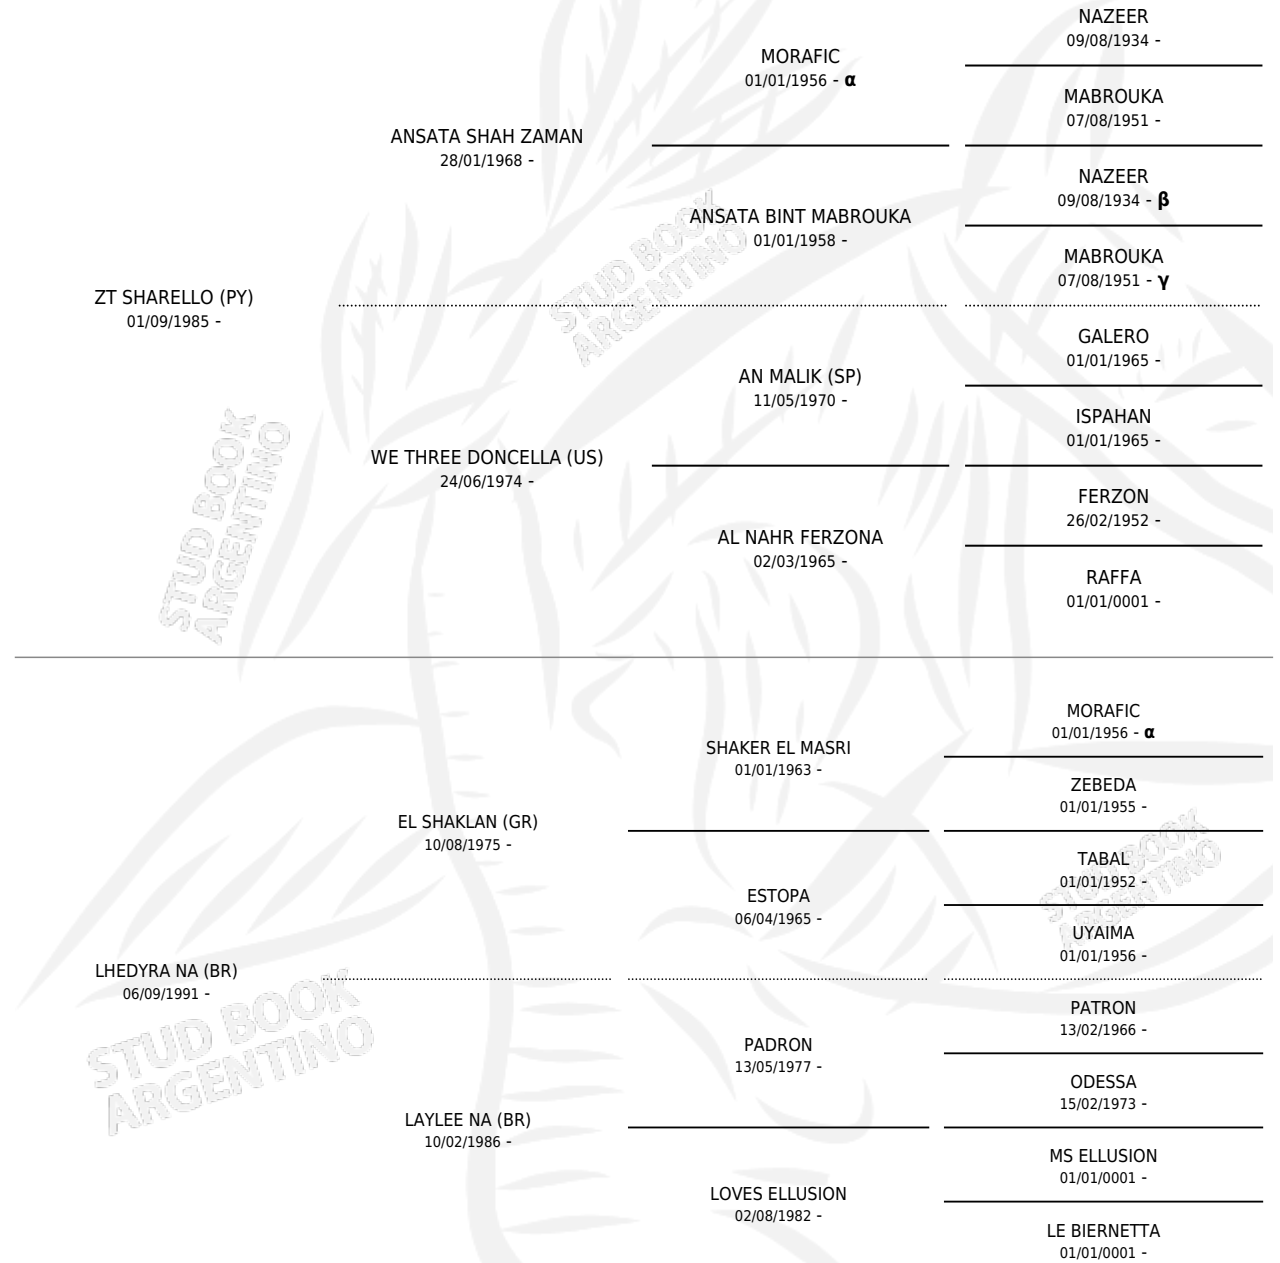 NAZEER
09/08/1934 -
MORAFIC
01/01/1956 - α
MABROUKA
07/08/1951 -
ANSATA SHAH ZAMAN
28/01/1968 -
NAZEER
09/08/1934 - β
ANSATA BINT MABROUKA
01/01/1958 -
MABROUKA
07/08/1951 - γ
ZT SHARELLO (PY)
01/09/1985 -
GALERO
01/01/1965 -
AN MALIK (SP)
11/05/1970 -
ISPAHAN
01/01/1965 -
WE THREE DONCELLA (US)
24/06/1974 -
FERZON
26/02/1952 -
AL NAHR FERZONA
02/03/1965 -
RAFFA
01/01/0001 -
MORAFIC
01/01/1956 - α
SHAKER EL MASRI
01/01/1963 -
ZEBEDA
01/01/1955 -
EL SHAKLAN (GR)
10/08/1975 -
TABAL
01/01/1952 -
ESTOPA
06/04/1965 -
UYAIMA
01/01/1956 -
LHEDYRA NA (BR)
06/09/1991 -
PATRON
13/02/1966 -
PADRON
13/05/1977 -
ODESSA
15/02/1973 -
LAYLEE NA (BR)
10/02/1986 -
MS ELLUSION
01/01/0001 -
LOVES ELLUSION
02/08/1982 -
LE BIERNETTA
01/01/0001 -
STUD BOOK
ARGENTINO
STUD BOOK
ARGENTINO
STUD BOOK
ARGENTINO
STUD BOOK
ARGENTINO